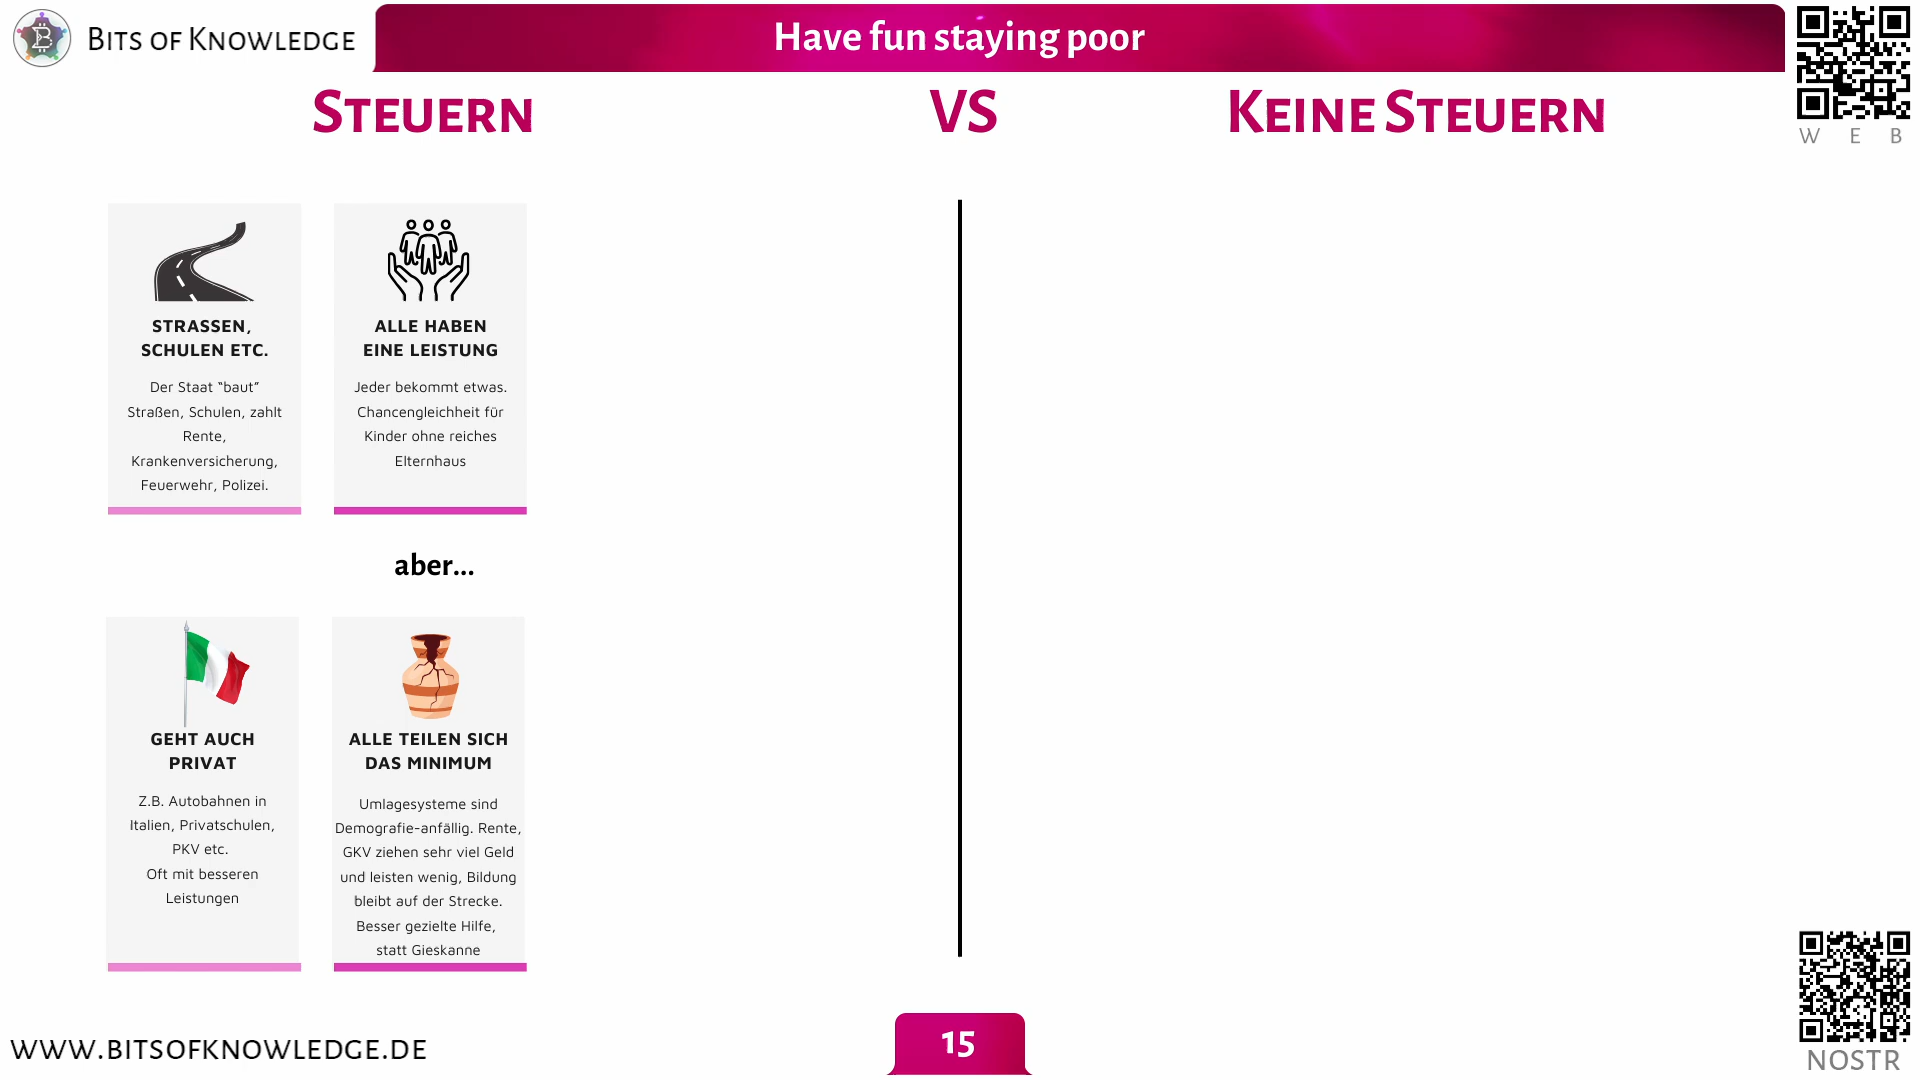 BITS OF KNOWLEDGE
Have fun staying poor
STEUERN
VS
KEINE STEUERN
W E B
STRASSEN,
SCHULEN ETC.
Der Staat “baut”
Straßen, Schulen, zahlt
Rente,
Krankenversicherung,
Feuerwehr, Polizei.
ALLE HABEN
EINE LEISTUNG
Jeder bekommt etwas.
Chancengleichheit für
Kinder ohne reiches
Elternhaus
aber...
GEHT AUCH
PRIVAT
Z.B. Autobahnen in
Italien, Privatschulen,
PKV etc.
Oft mit besseren
Leistungen
ALLE TEILEN SICH
DAS MINIMUM
Umlagesysteme sind
Demografie-anfällig. Rente,
GKV ziehen sehr viel Geld
und leisten wenig, Bildung
bleibt auf der Strecke.
Besser gezielte Hilfe,
statt Gieskanne
WWW.BITSOFKNOWLEDGE.DE
15
NOSTR